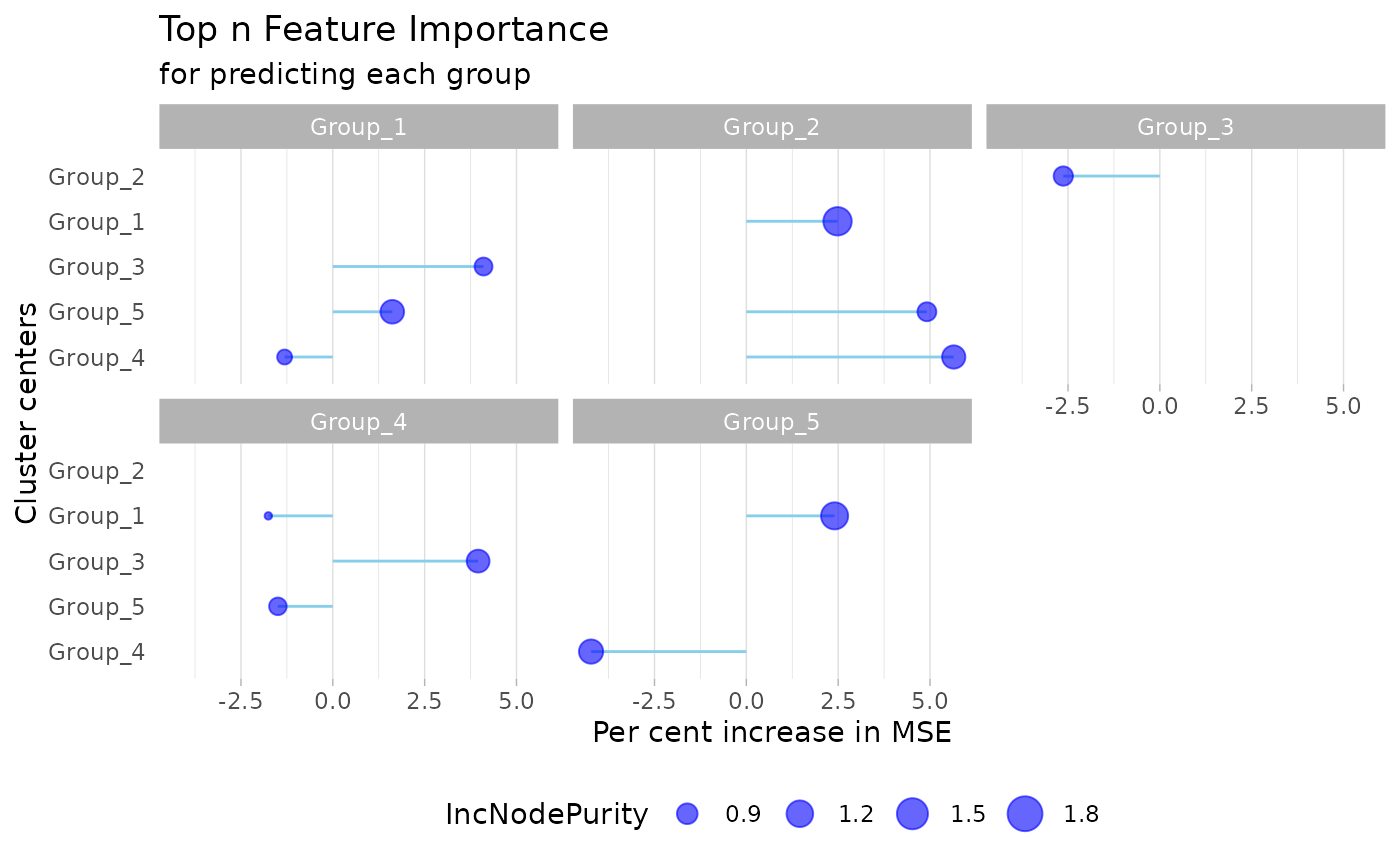 Top n Feature Importance
for predicting each group
Group_1 Group_2 Group_3
Group_2
Group_1
Group_3
Group_5
Group_4
-2.5 0.0 2.5 5.0
Cluster centers
Group_4 Group_5
Group_2
Group_1
Group_3
Group_5
Group_4
-2.5 0.0 2.5 5.0 -2.5 0.0 2.5 5.0
Per cent increase in MSE
IncNodePurity 0.9 1.2 1.5 1.8